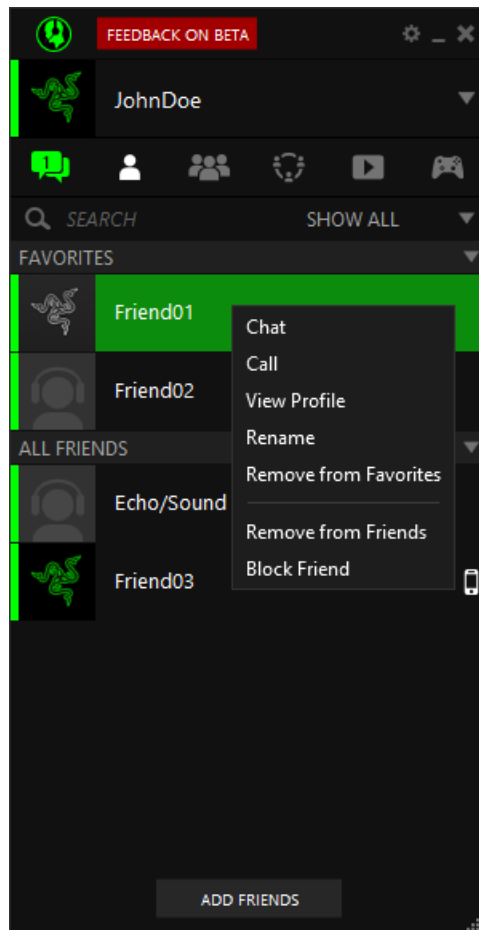 FEEDBACK ON BETA
JohnDoe
1
SEARCH SHOW ALL
FAVORITES
Friend01
Chat
Call
Friend02
View Profile
Rename
ALL FRIENDS
Remove from Favorites
Echo/Sound
Remove from Friends
Friend03
Block Friend
ADD FRIENDS